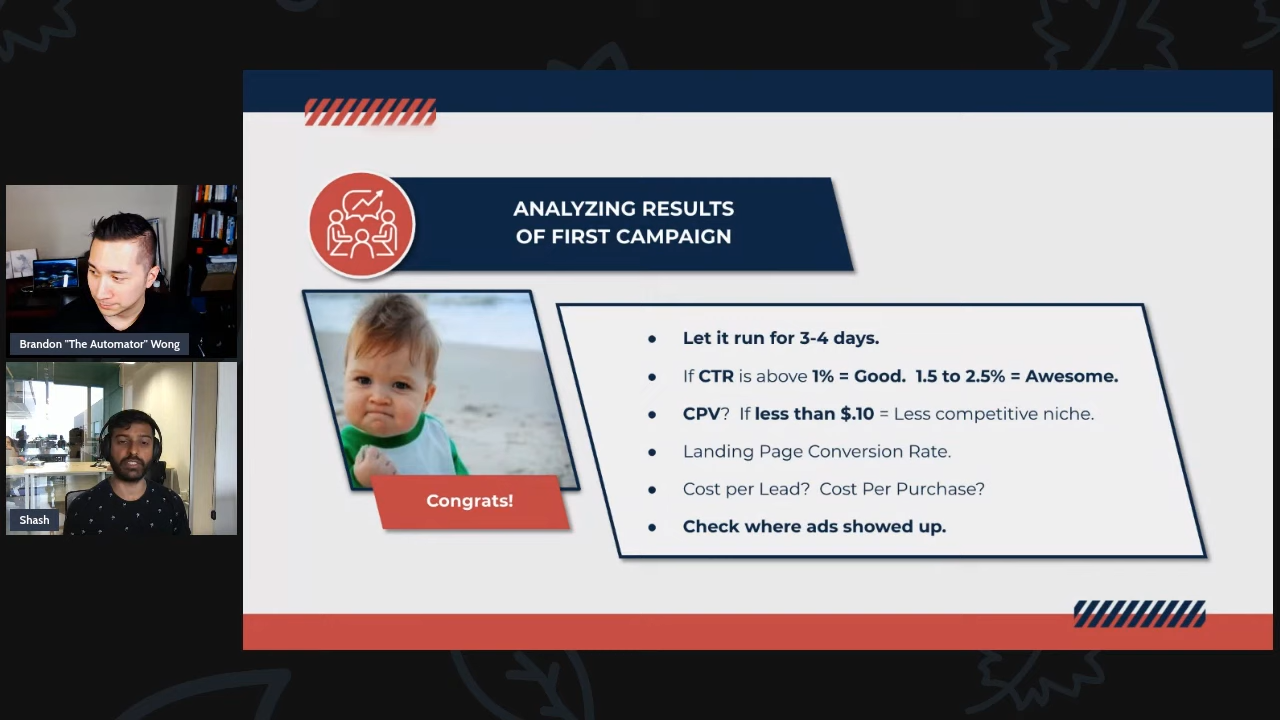 ANALYZING RESULTS
OF FIRST CAMPAIGN
Congrats!
● Let it run for 3-4 days.
● If CTR is above 1% = Good.  1.5 to 2.5% = Awesome.
● CPV?  If less than $.10 = Less competitive niche.
● Landing Page Conversion Rate.
● Cost per Lead?  Cost Per Purchase?
● Check where ads showed up.
Brandon "The Automator" Wong
Shash